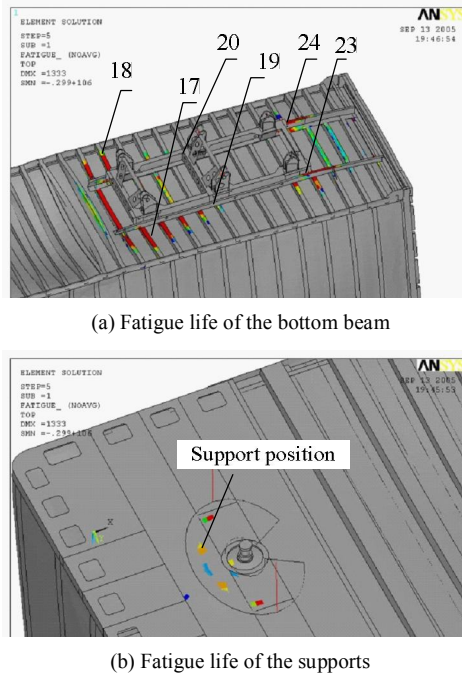 1
ANSYS
ELEMENT SOLUTION
SEP 13 2005
19:46:54
STEP=5
SUB =1
FATIGUE_ (NOAVG)
TOP
DMX =1333
SMN =-.299+106
18
17
20
19
24
23
(a) Fatigue life of the bottom beam
ANSYS
ELEMENT SOLUTION
SEP 13 2005
19:45:53
STEP=5
SUB =1
FATIGUE_ (NOAVG)
TOP
DMX =1333
SMN =-.299+106
Support position
X
(b) Fatigue life of the supports